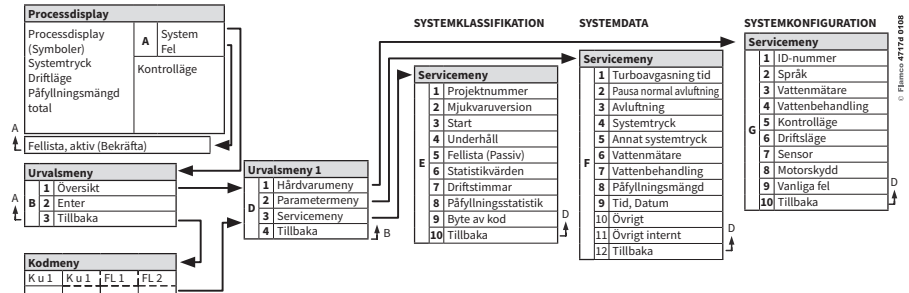 Processdisplay
Processdisplay
(Symboler)
Systemtryck
Driftläge
Påfyllningsmängd
total
A
System
Fel
Kontrolläge
A
Fellista, aktiv (Bekräfta)
Urvalsmeny
A
B
1 Översikt
2 Enter
3 Tillbaka
Kodmeny
K u 1 K u 1 FL 1 FL 2
Urvalsmeny 1
D
1 Hårdvarumeny
2 Parametermeny
3 Servicemeny
4 Tillbaka
B
SYSTEMKLASSIFIKATION
Servicemeny
E
1 Projektnummer
2 Mjukvaruversion
3 Start
4 Underhåll
5 Fellista (Passiv)
6 Statistikvärden
7 Driftstimmar
8 Påfyllningsstatistik
9 Byte av kod
10 Tillbaka
D
SYSTEMDATA
Servicemeny
F
1 Turboavgasning tid
2 Pausa normal avluftning
3 Avluftning
4 Systemtryck
5 Annat systemtryck
6 Vattenmätare
7 Vattenbehandling
8 Påfyllningsmängd
9 Tid, Datum
10 Övrigt
11 Övrigt internt
12 Tillbaka
D
SYSTEMKONFIGURATION
Servicemeny
G
1 ID-nummer
2 Språk
3 Vattenmätare
4 Vattenbehandling
5 Kontrolläge
6 Driftsläge
7 Sensor
8 Motorskydd
9 Vanliga fel
10 Tillbaka
D
© Flamco 4717d 0108